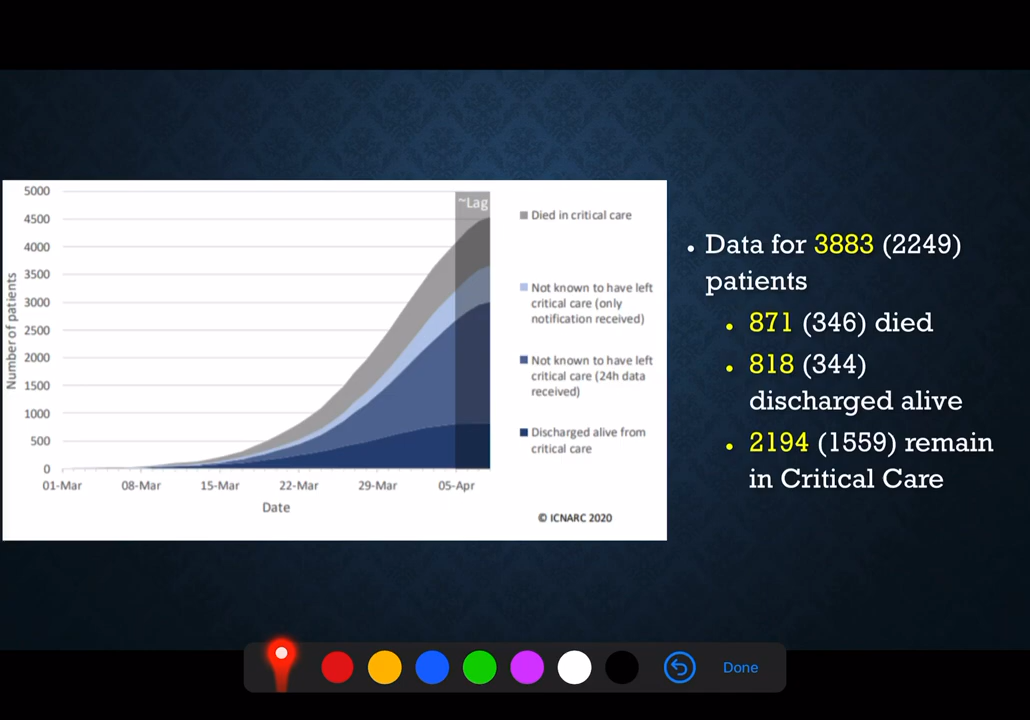 5000
4500
4000
3500
3000
2500
2000
1500
1000
500
0
Number of patients
01-Mar
08-Mar
15-Mar
22-Mar
29-Mar
05-Apr
Date
~Lag
Died in critical care
Not known to have left
critical care (only
notification received)
Not known to have left
critical care (24h data
received)
Discharged alive from
critical care
© ICNARC 2020
• Data for 3883 (2249)
patients
• 871 (346) died
• 818 (344)
discharged alive
• 2194 (1559) remain
in Critical Care
Done